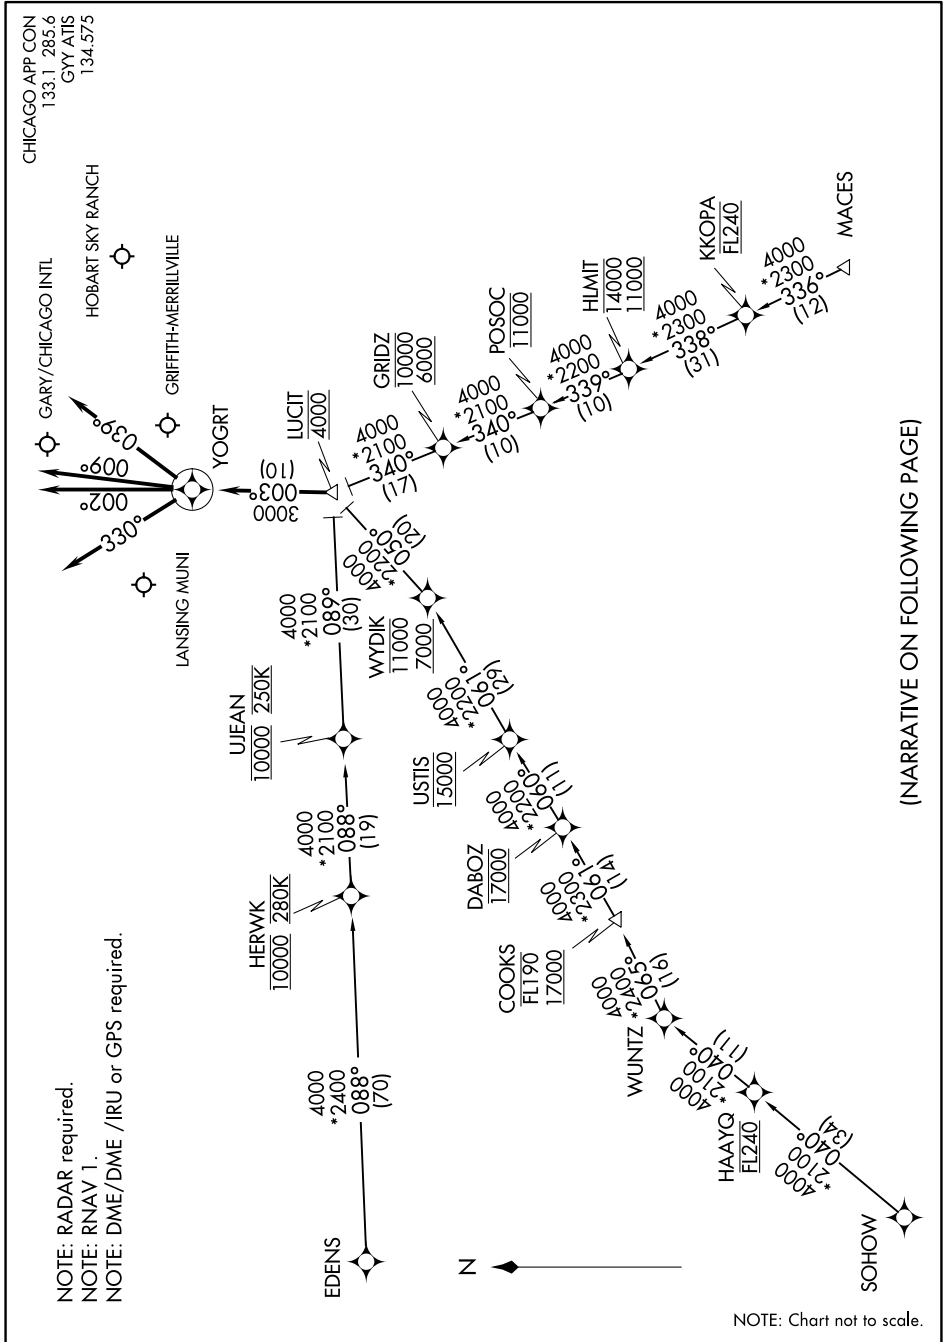 CHICAGO APP CON
133.1 285.6
GYY ATIS
134.575
NOTE: RADAR required.
NOTE: RNAV 1.
NOTE: DME/DME /IRU or GPS required.
GARY/CHICAGO INTL
HOBART SKY RANCH
GRIFFITH-MERRILLVILLE
LANSING MUNI
330°
002°
009°
039°
YOGRT
3000
003°
(10)
LUCIT
4000
EDENS
4000
*2400
088°
(70)
HERWK
10000 280K
4000
*2100
088°
(19)
UJEAN
10000 250K
4000
*2100
089°
(30)
SOHOW
4000
*2100
040°
(34)
HAAYQ
FL240
4000
*2100
040°
(11)
WUNTZ
4000
*2400
065°
(16)
COOKS
FL190
17000
4000
*2300
061°
(14)
DABOZ
17000
4000
*2200
060°
(11)
USTIS
15000
4000
*2200
061°
(29)
WYDIK
11000
7000
4000
*2200
050°
(20)
MACES
4000
*2300
336°
(12)
KKOPA
FL240
4000
*2300
338°
(31)
HLMIT
14000
11000
4000
*2200
339°
(10)
POSOC
11000
4000
*2100
340°
(10)
GRIDZ
10000
6000
4000
*2100
340°
(17)
N
(NARRATIVE ON FOLLOWING PAGE)
NOTE: Chart not to scale.